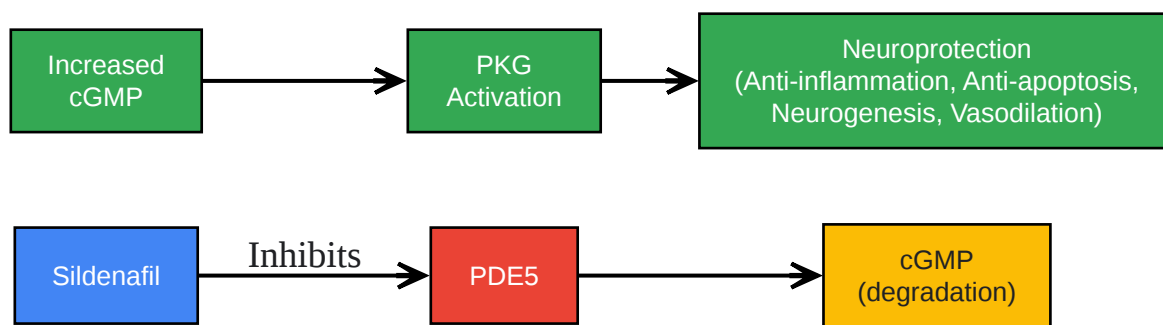 Increased
cGMP
PKG
Activation
Neuroprotection
(Anti-inflammation, Anti-apoptosis,
Neurogenesis, Vasodilation)
Sildenafil
Inhibits
PDE5
cGMP
(degradation)